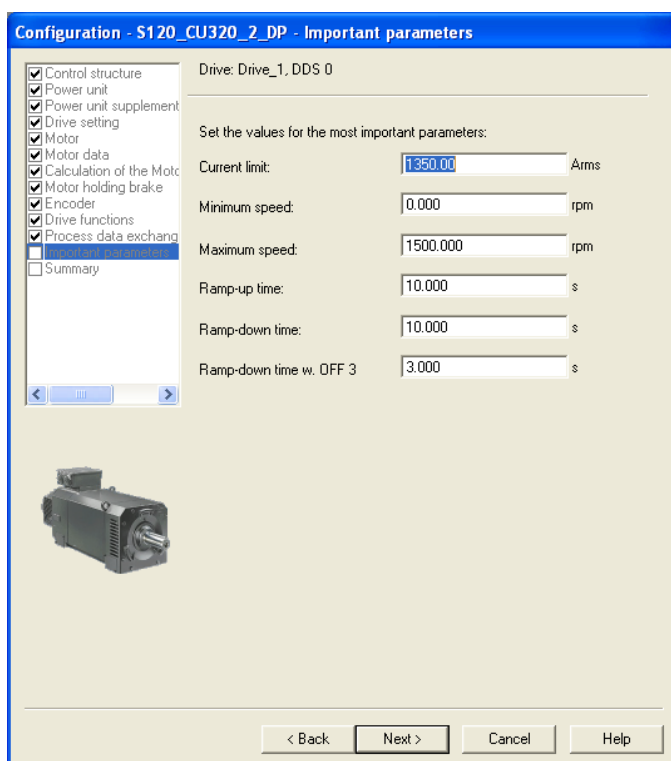 Configuration - S120_CU320_2_DP - Important parameters
Control structure
Power unit
Power unit supplement
Drive setting
Motor
Motor data
Calculation of the Moto
Motor holding brake
Encoder
Drive functions
Process data exchang
Important parameters
Summary
Drive: Drive_1, DDS 0
Set the values for the most important parameters:
Current limit: 1350.00 Arms
Minimum speed: 0.000 rpm
Maximum speed: 1500.000 rpm
Ramp-up time: 10.000 s
Ramp-down time: 10.000 s
Ramp-down time w. OFF 3 3.000 s
< Back Next > Cancel Help